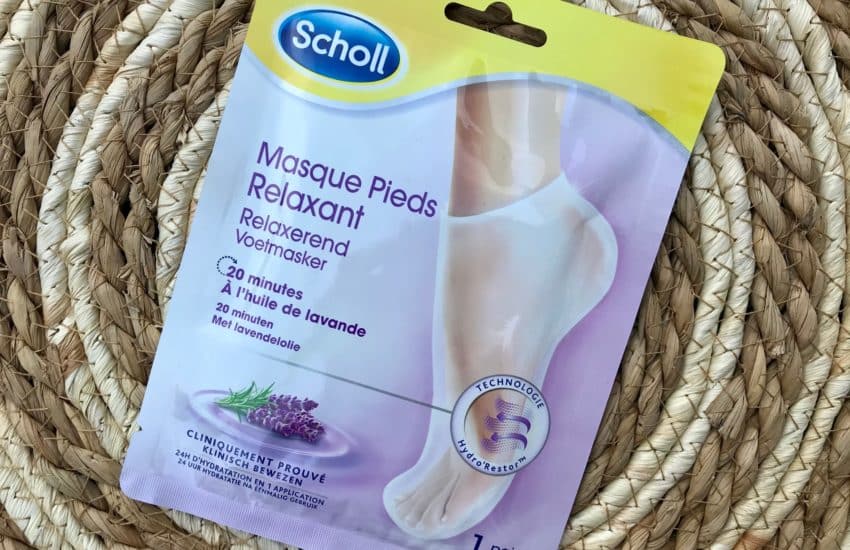 Scholl
Masque Pieds
Relaxant
Relaxerend
Voetmasker
20 minutes
À l'huile de lavande
20 minuten
Met lavendelolie
TECHNOLOGIE
Hydro'Restor™
CLINIQUEMENT PROUVÉ
KLINISCH BEWEZEN
24H D'HYDRATATION EN 1 APPLICATION
24 UUR HYDRATATIE NA EENMALIG GEBRUIK
1